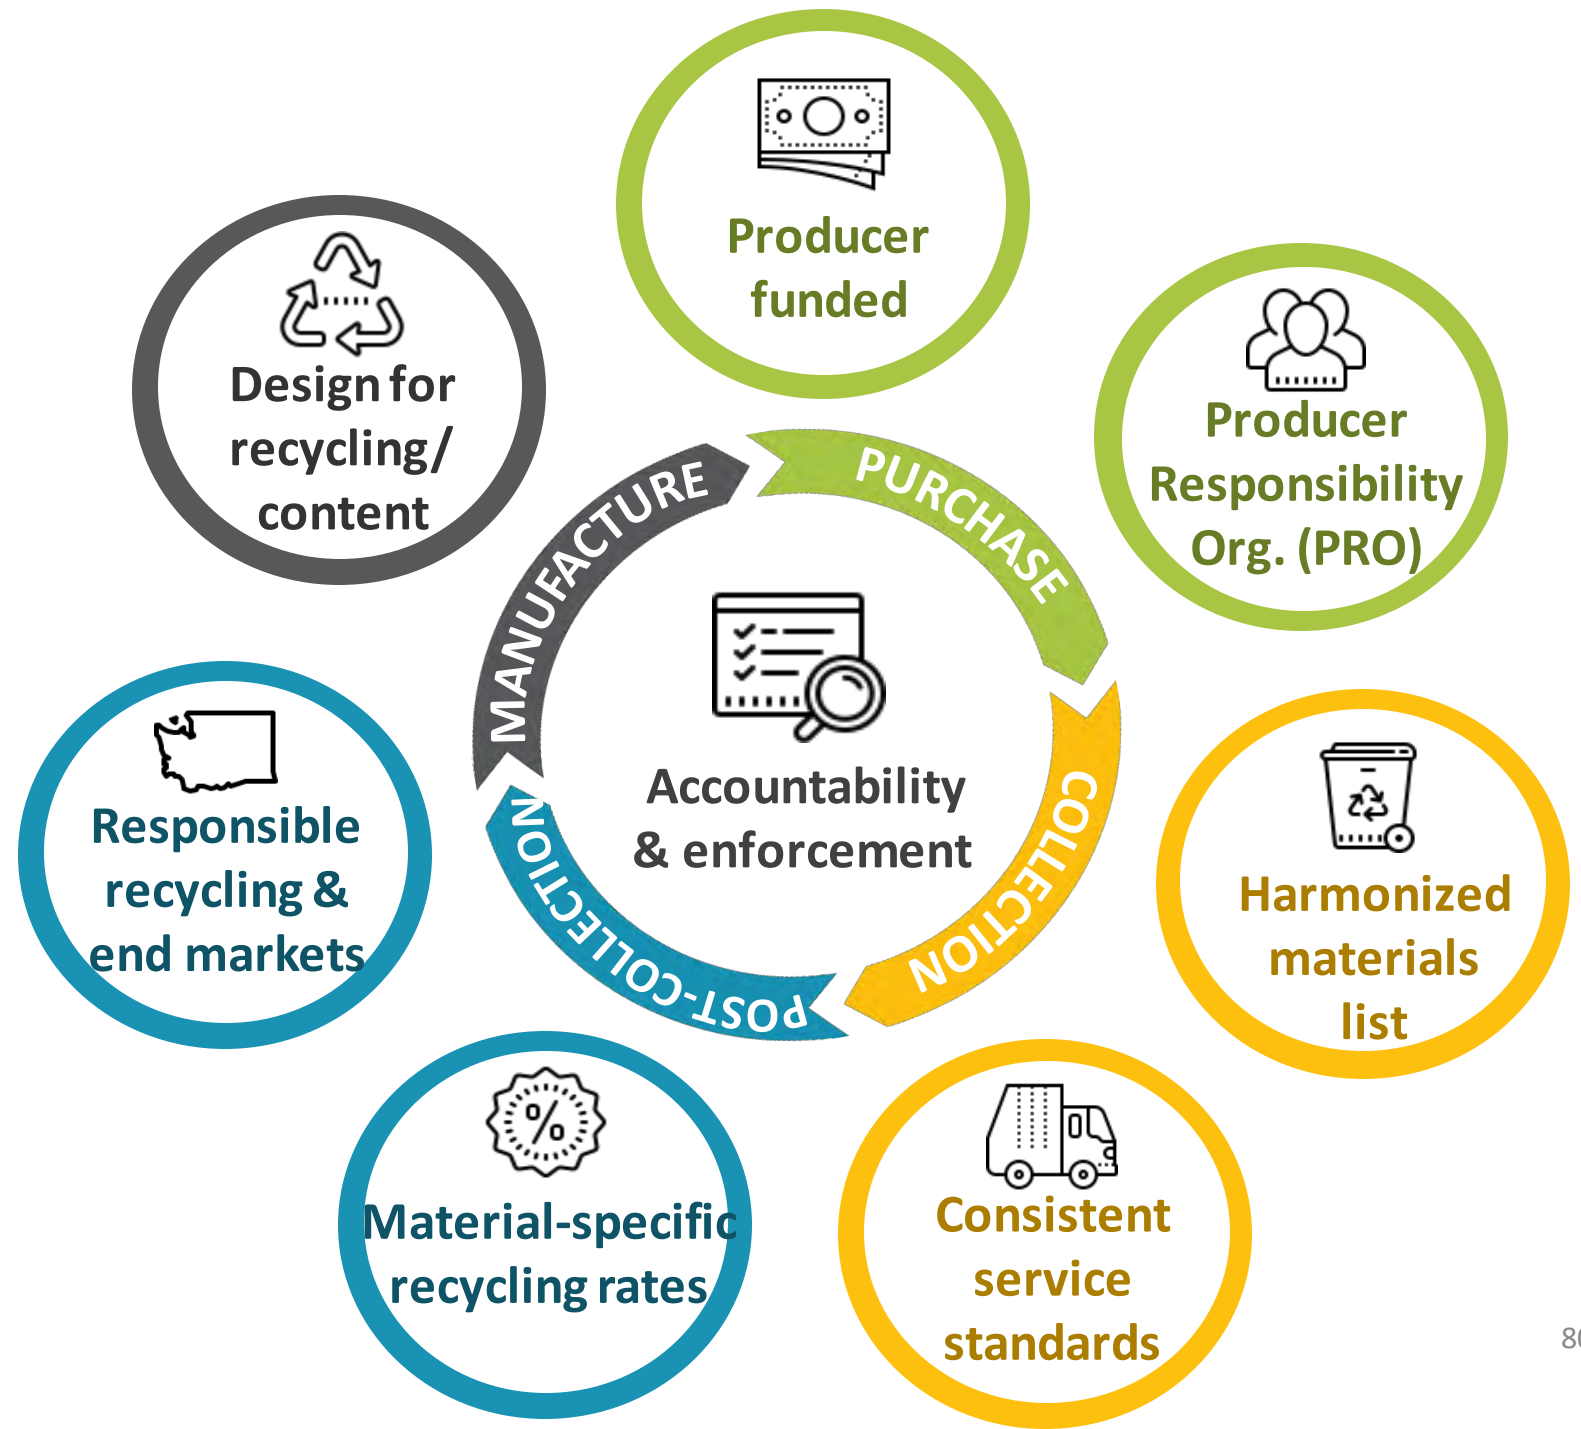 Producer
funded
Design for
recycling/
content
Producer
Responsibility
Org. (PRO)
MANUFACTURE
PURCHASE
Accountability
& enforcement
COLLECTION
POST-COLLECTION
Responsible
recycling &
end markets
Harmonized
materials
list
%
Material-specific
recycling rates
Consistent
service
standards